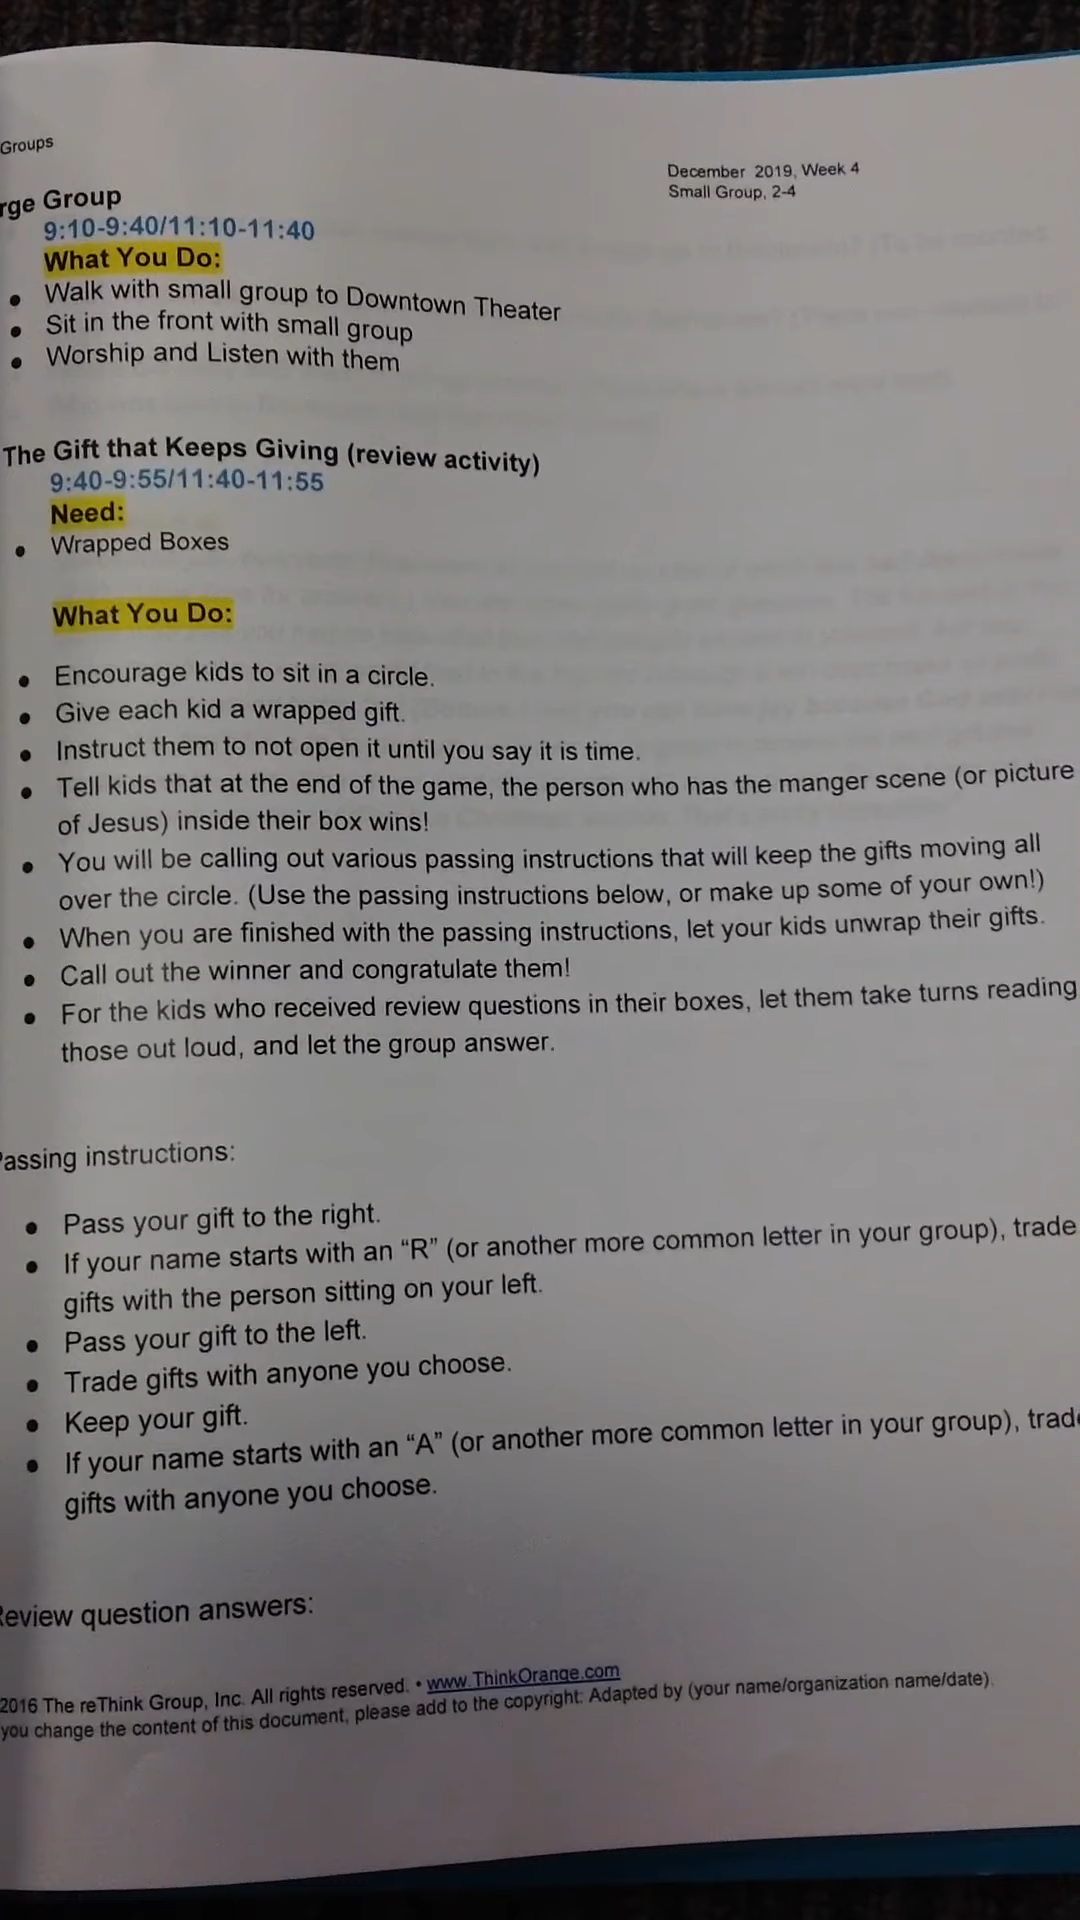 Groups
December 2019, Week 4
Small Group, 2-4
rge Group
9:10-9:40/11:10-11:40
What You Do:
● Walk with small group to Downtown Theater
● Sit in the front with small group
● Worship and Listen with them
The Gift that Keeps Giving (review activity)
9:40-9:55/11:40-11:55
Need:
● Wrapped Boxes
What You Do:
● Encourage kids to sit in a circle.
● Give each kid a wrapped gift.
● Instruct them to not open it until you say it is time.
● Tell kids that at the end of the game, the person who has the manger scene (or picture
of Jesus) inside their box wins!
● You will be calling out various passing instructions that will keep the gifts moving all
over the circle. (Use the passing instructions below, or make up some of your own!)
● When you are finished with the passing instructions, let your kids unwrap their gifts.
● Call out the winner and congratulate them!
● For the kids who received review questions in their boxes, let them take turns reading
those out loud, and let the group answer.
Passing instructions:
● Pass your gift to the right.
● If your name starts with an “R” (or another more common letter in your group), trade
gifts with the person sitting on your left.
● Pass your gift to the left.
● Trade gifts with anyone you choose.
● Keep your gift.
● If your name starts with an “A” (or another more common letter in your group), trade
gifts with anyone you choose.
Review question answers:
2016 The reThink Group, Inc. All rights reserved. • www.ThinkOrange.com
you change the content of this document, please add to the copyright: Adapted by (your name/organization name/date).